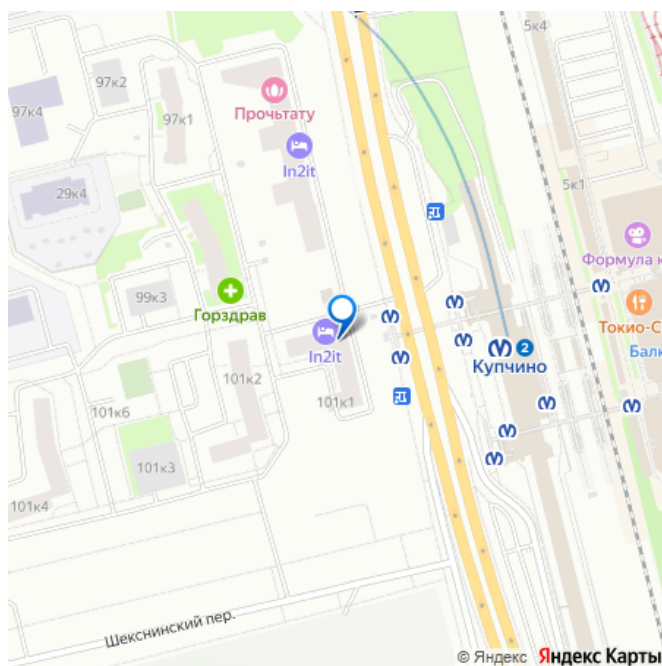 5к4
97к2
97к4
Прочьтату
97к1
In2it
29к4
5к1
Формула к
99к3
Горздрав
Токио-С
In2it
2
Купчино
Балк
101к2
101к1
101к6
101к3
101к4
Шекснинский пер.
© Яндекс Яндекс Карты